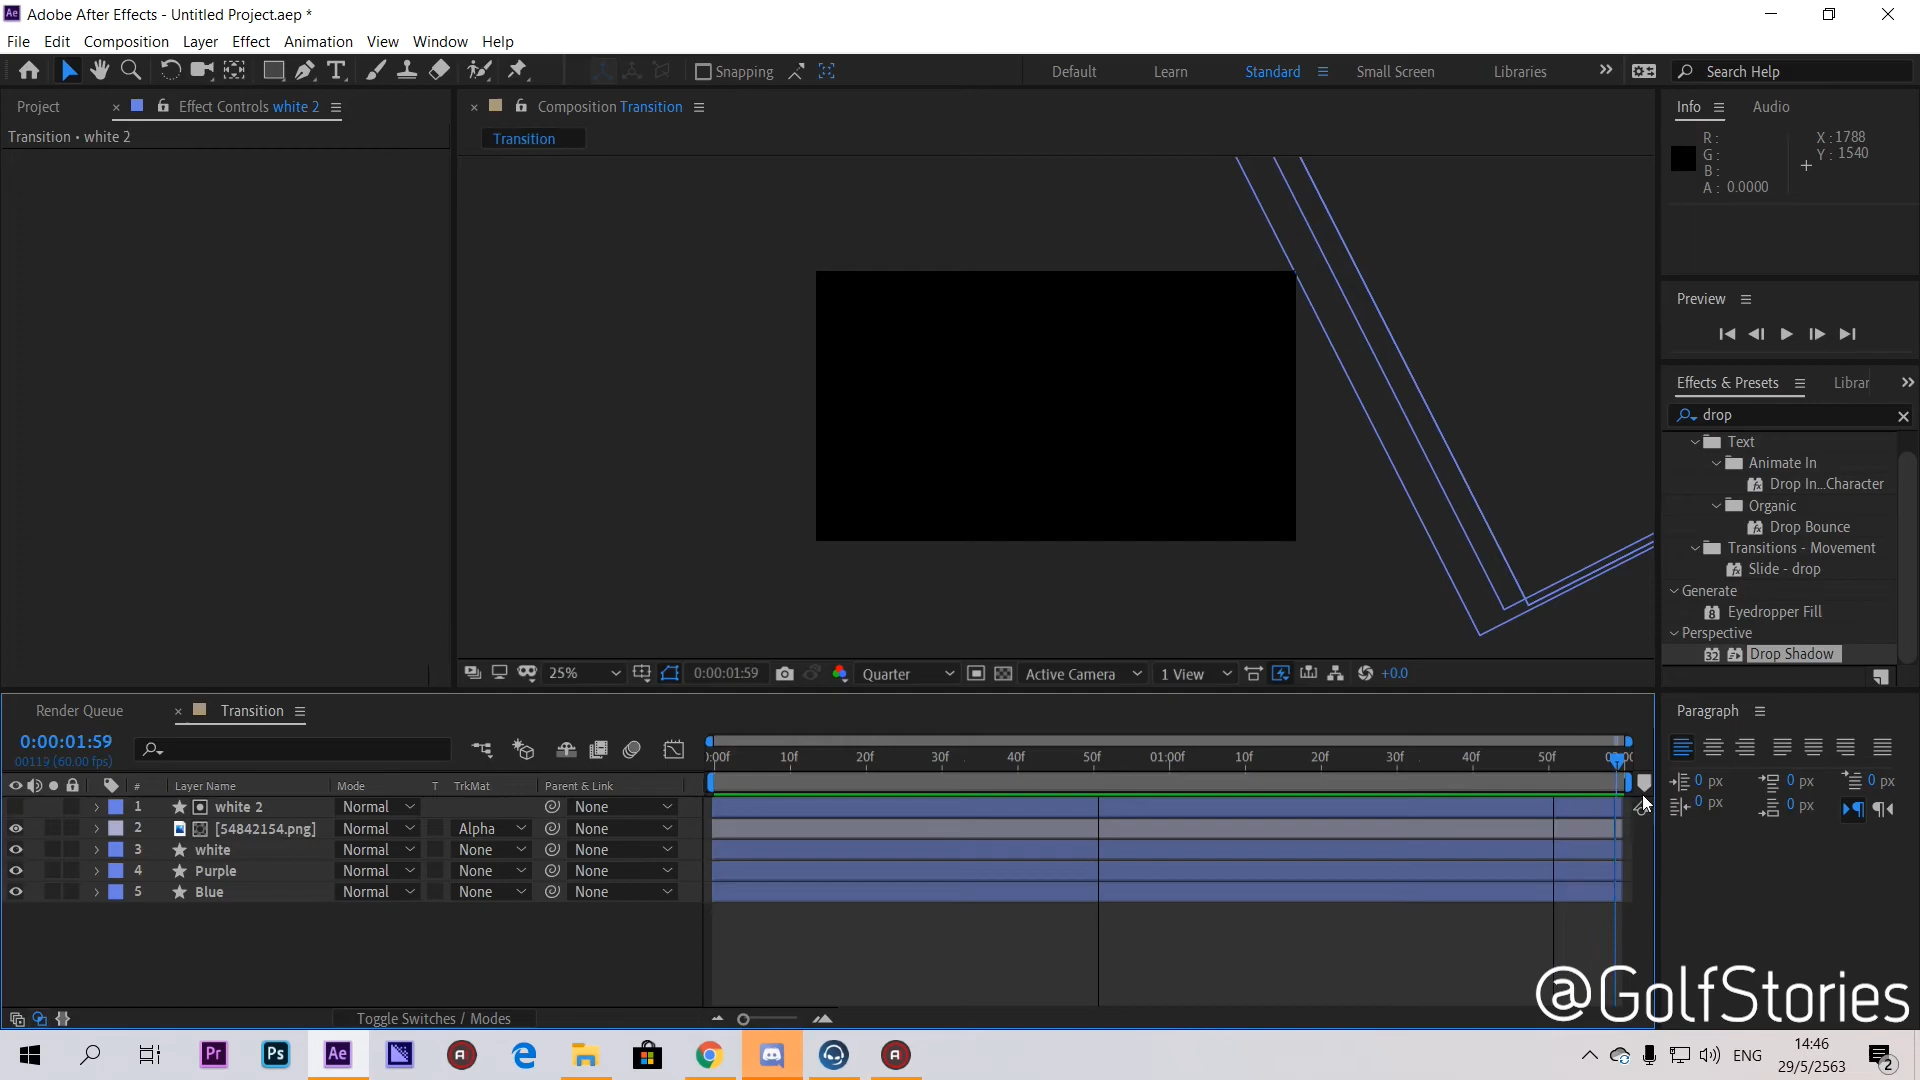 Adobe After Effects - Untitled Project.aep *
File Edit Composition Layer Effect Animation View Window Help
Snapping Default Learn Standard Small Screen Libraries Search Help
Project Effect Controls white 2 Composition Transition Info Audio
Transition • white 2
Transition
R :
G :
B :
A : 0.0000
X : 1788
Y : 1540
Preview
Effects & Presets Librar
drop
Text
Animate In
Drop In...Character
Organic
Drop Bounce
Transitions - Movement
Slide - drop
Generate
Eyedropper Fill
Perspective
Drop Shadow
25% 0:00:01:59 Quarter Active Camera 1 View +0.0
Render Queue Transition
Paragraph
0:00:01:59
00119 (60.00 fps)
10f 20f 30f 40f 50f 01:00f 10f 20f 30f 40f 50f
# Layer Name Mode T TrkMat Parent & Link
1 white 2 Normal None
2 [54842154.png] Normal Alpha None
3 white Normal None None
4 Purple Normal None None
5 Blue Normal None None
0 px 0 px 0 px
0 px 0 px
Toggle Switches / Modes
@GolfStories
Pr Ps Ae ENG 14:46
29/5/2563 2